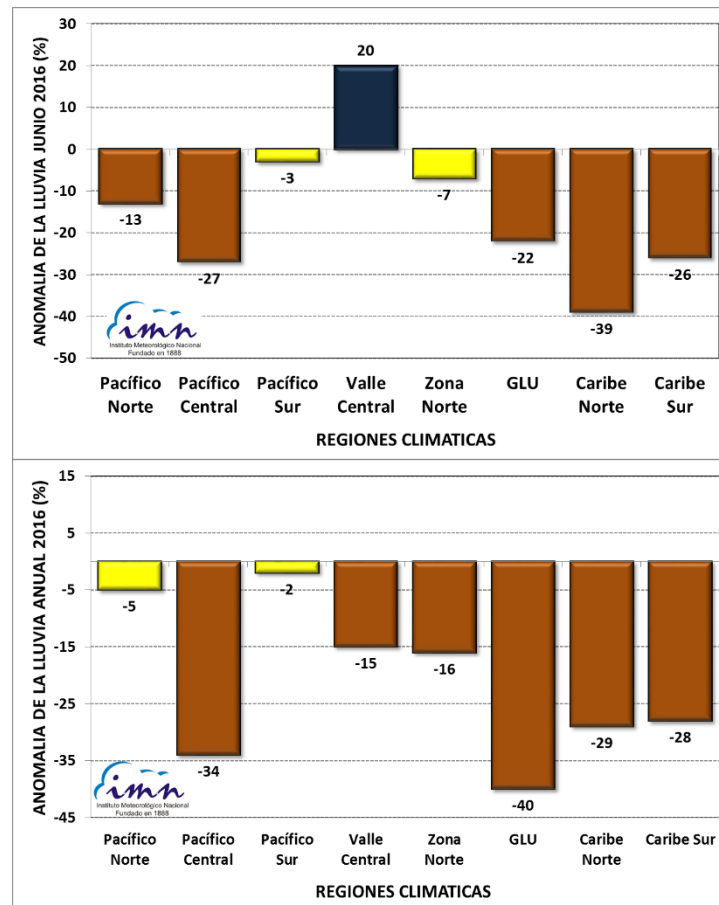 ANOMALIA DE LA LLUVIA JUNIO 2016 (%)
30
20
10
0
-10
-20
-30
-40
-50
-13
-27
-3
20
-7
-22
-39
-26
imn
Instituto Meteorológico Nacional
Fundado en 1888
Pacífico Norte
Pacífico Central
Pacífico Sur
Valle Central
Zona Norte
GLU
Caribe Norte
Caribe Sur
REGIONES CLIMATICAS
ANOMALIA DE LA LLUVIA ANUAL 2016 (%)
15
5
-5
-15
-25
-35
-45
-5
-34
-2
-15
-16
-40
-29
-28
imn
Instituto Meteorológico Nacional
Fundado en 1888
Pacífico Norte
Pacífico Central
Pacífico Sur
Valle Central
Zona Norte
GLU
Caribe Norte
Caribe Sur
REGIONES CLIMATICAS